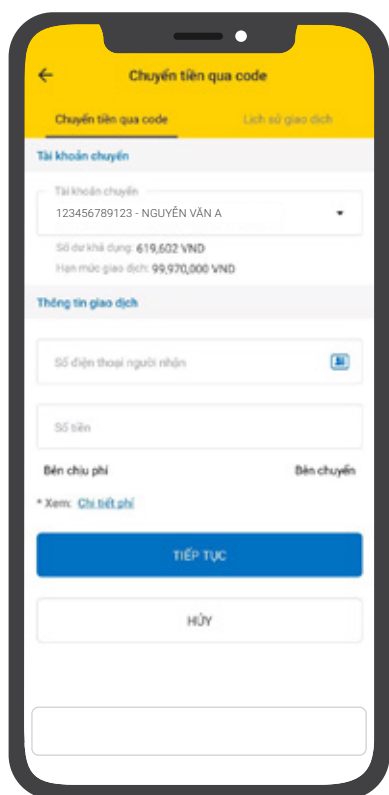 Chuyển tiền qua code
Chuyển tiền qua code
Lịch sử giao dịch
Tài khoản chuyển
Tài khoản chuyển
123456789123 - NGUYỄN VĂN A
Số dư khả dụng: 619,602 VND
Hạn mức giao dịch: 99,970,000 VND
Thông tin giao dịch
Số điện thoại người nhận
Số tiền
Bên chịu phí Bên chuyển
* Xem: Chi tiết phí
TIẾP TỤC
HỦY